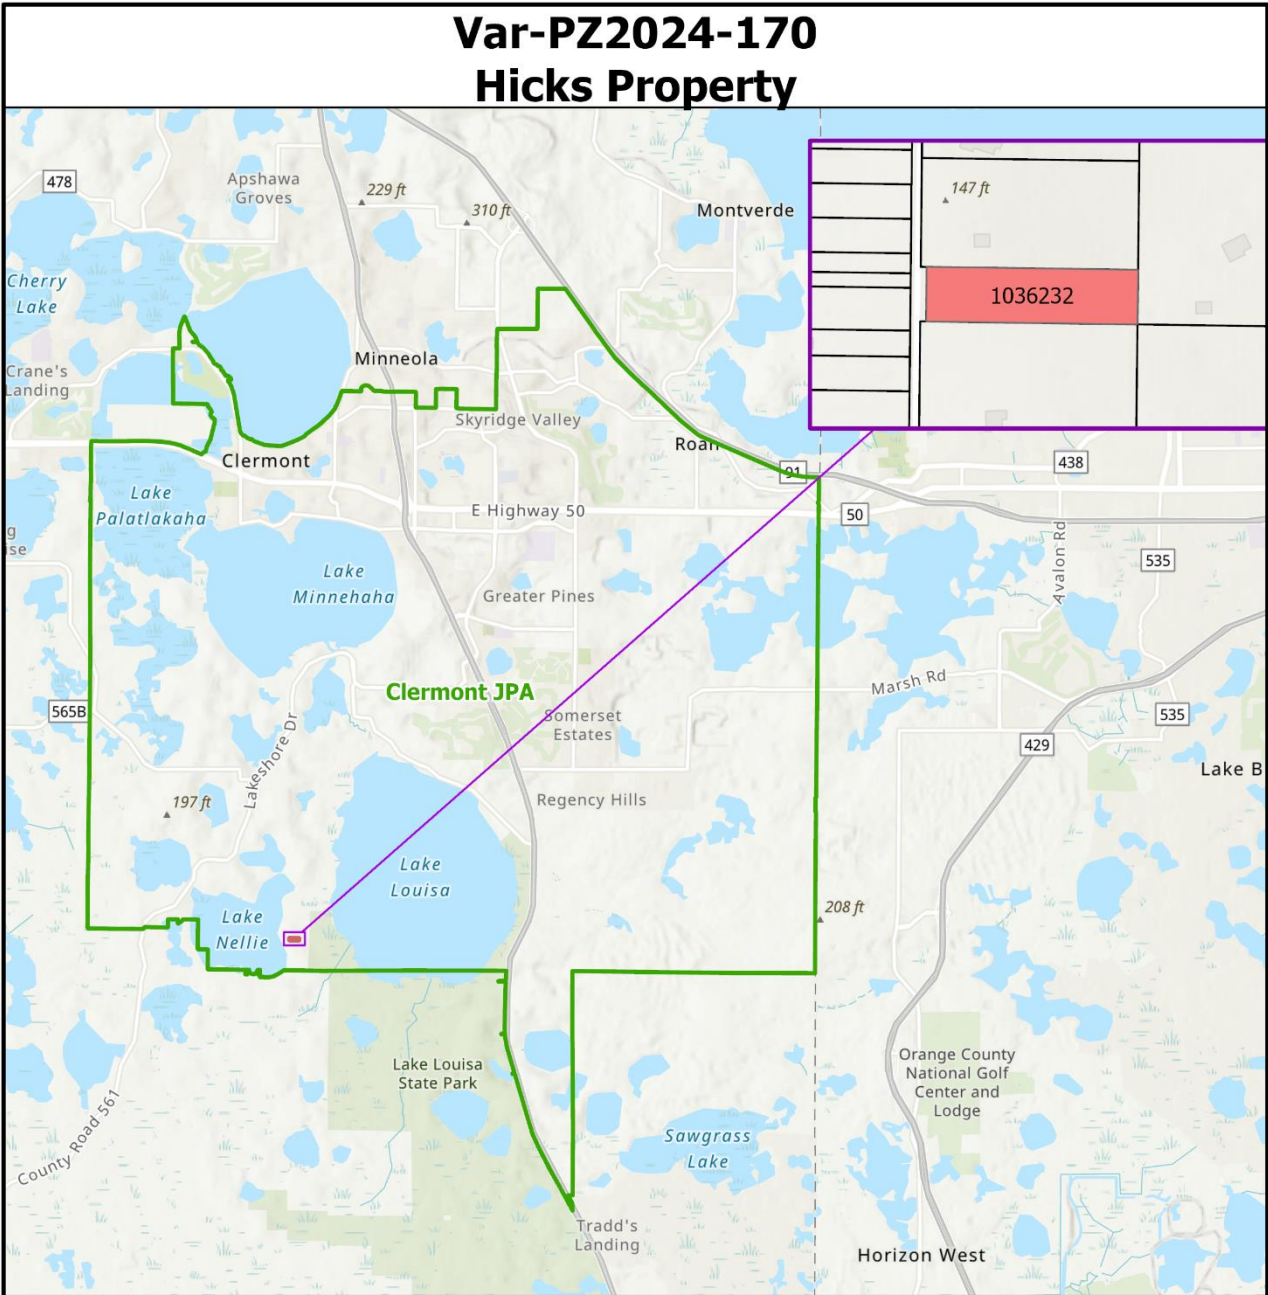 Var-PZ2024-170
Hicks Property
478
Apshawa
Groves
229 ft
310 ft
Montverde
147 ft
1036232
Cherry
Lake
Crane's
Landing
Minneola
Skyridge Valley
Roan
Clermont
91
438
Lake
Palatlakaha
E Highway 50
50
g
ise
Lake
Minnehaha
Avalon Rd
535
Greater Pines
Clermont JPA
Marsh Rd
565B
Somerset
Estates
535
429
Lakeshore Dr
Lake B
197 ft
Regency Hills
Lake
Louisa
Lake
Nellie
208 ft
Lake Louisa
State Park
Orange County
National Golf
Center and
Lodge
County Road 561
Sawgrass
Lake
Tradd's
Landing
Horizon West